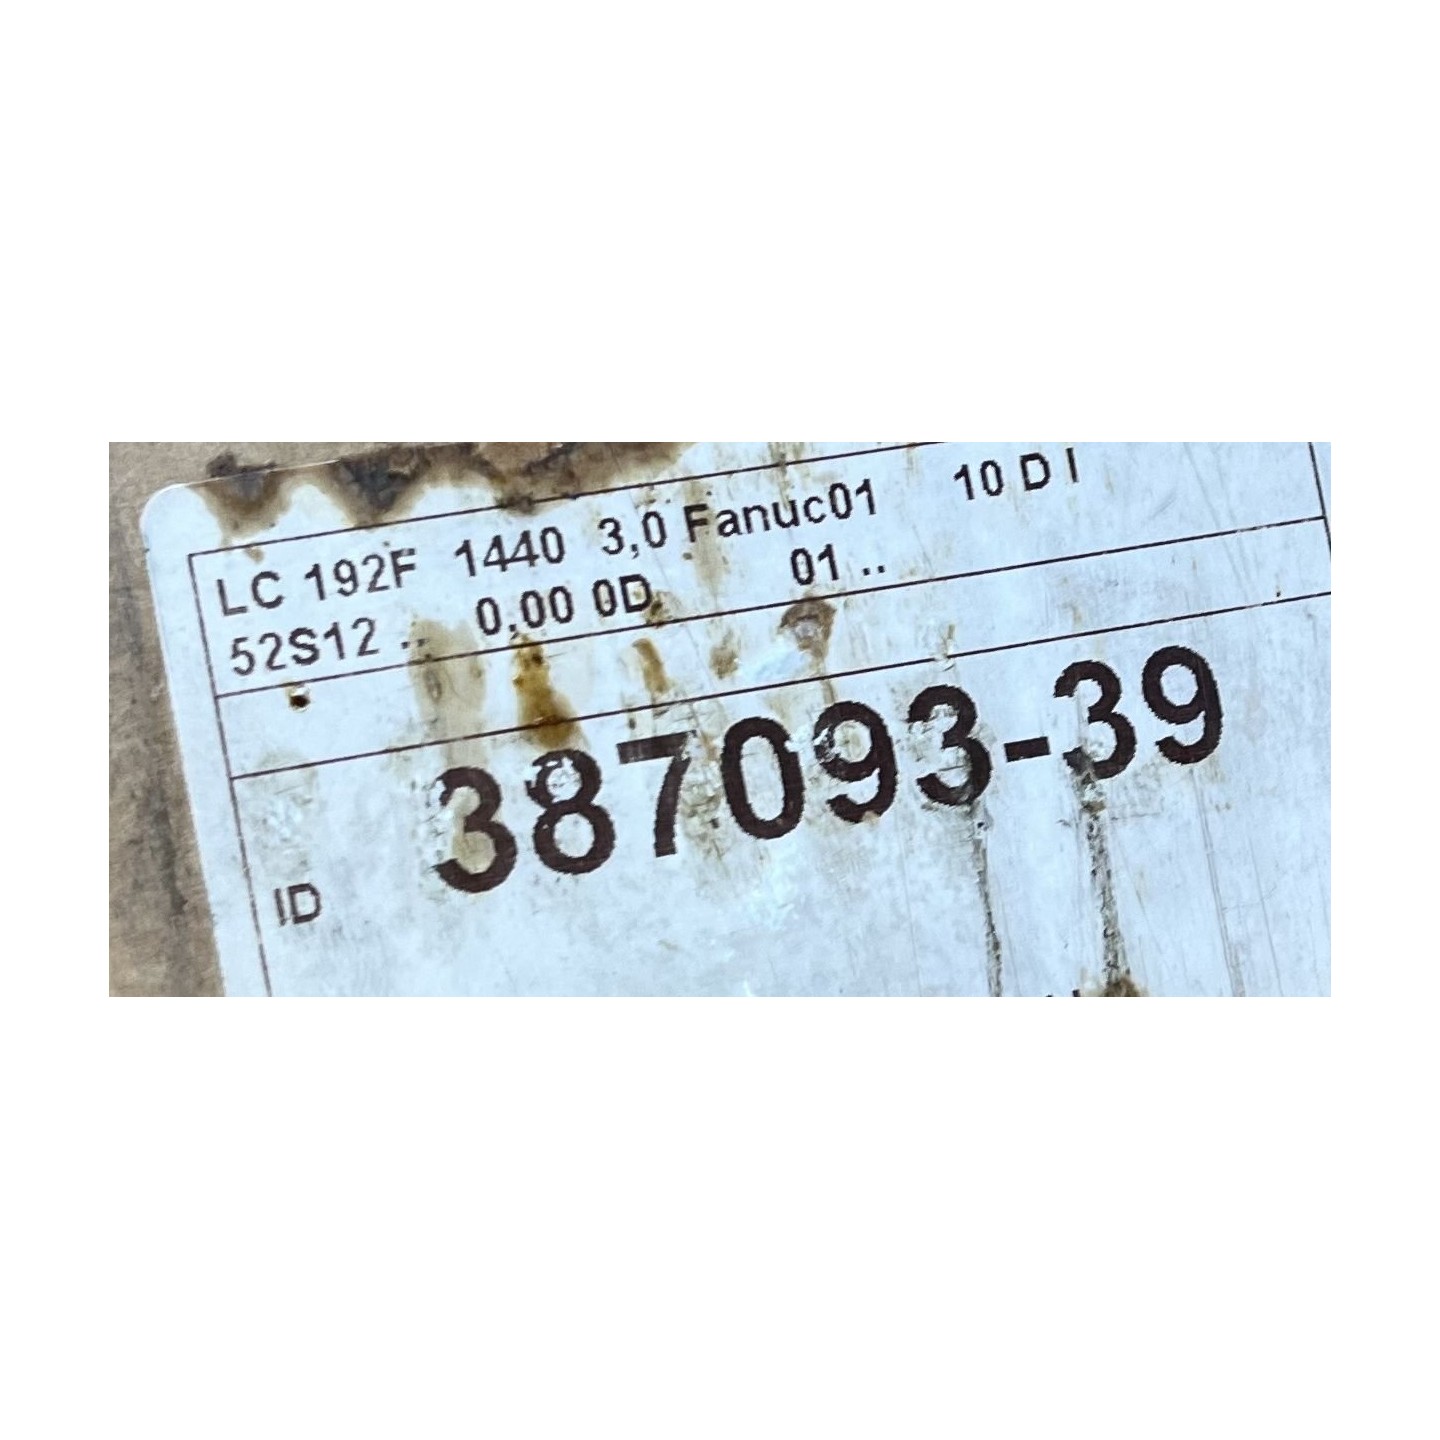 LC 192F 1440 3,0 Fanuc01 10 D I
52S12 .. 0,00 0D 01 ..
ID 387093-39